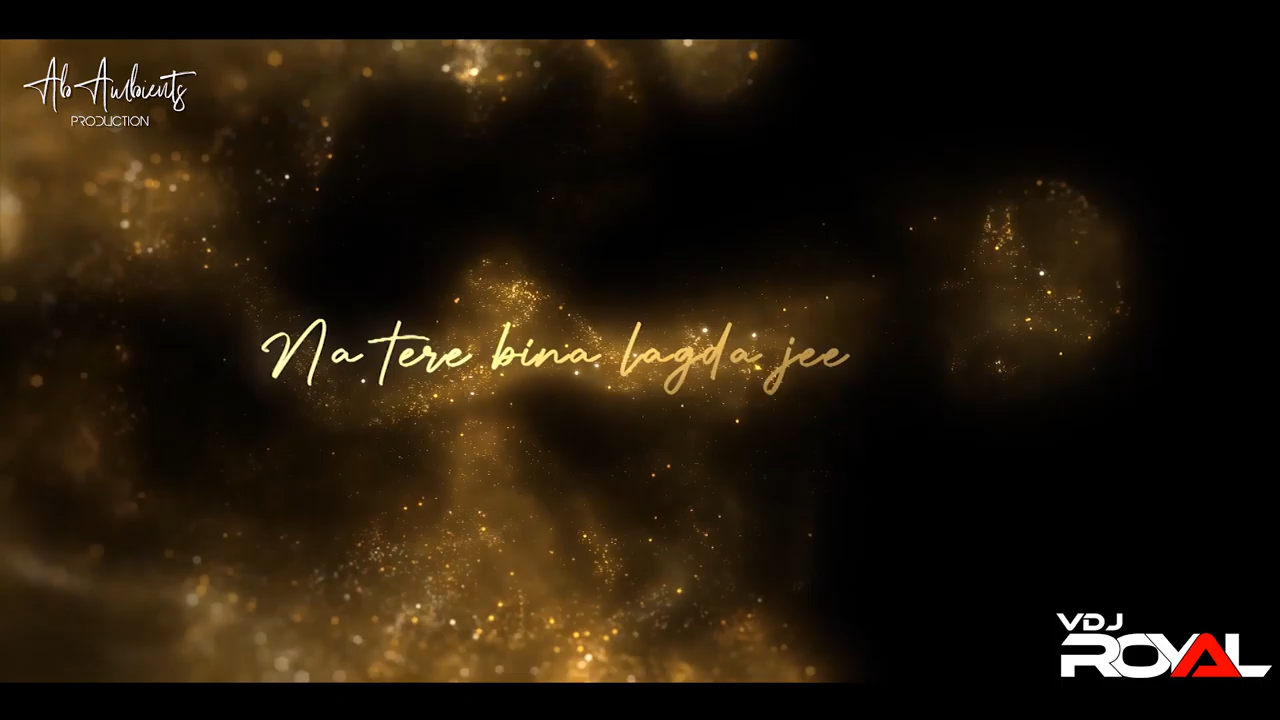 Ab Ambients
PRODUCTION
Na tere bina lagda jee
VDJ
ROYAL